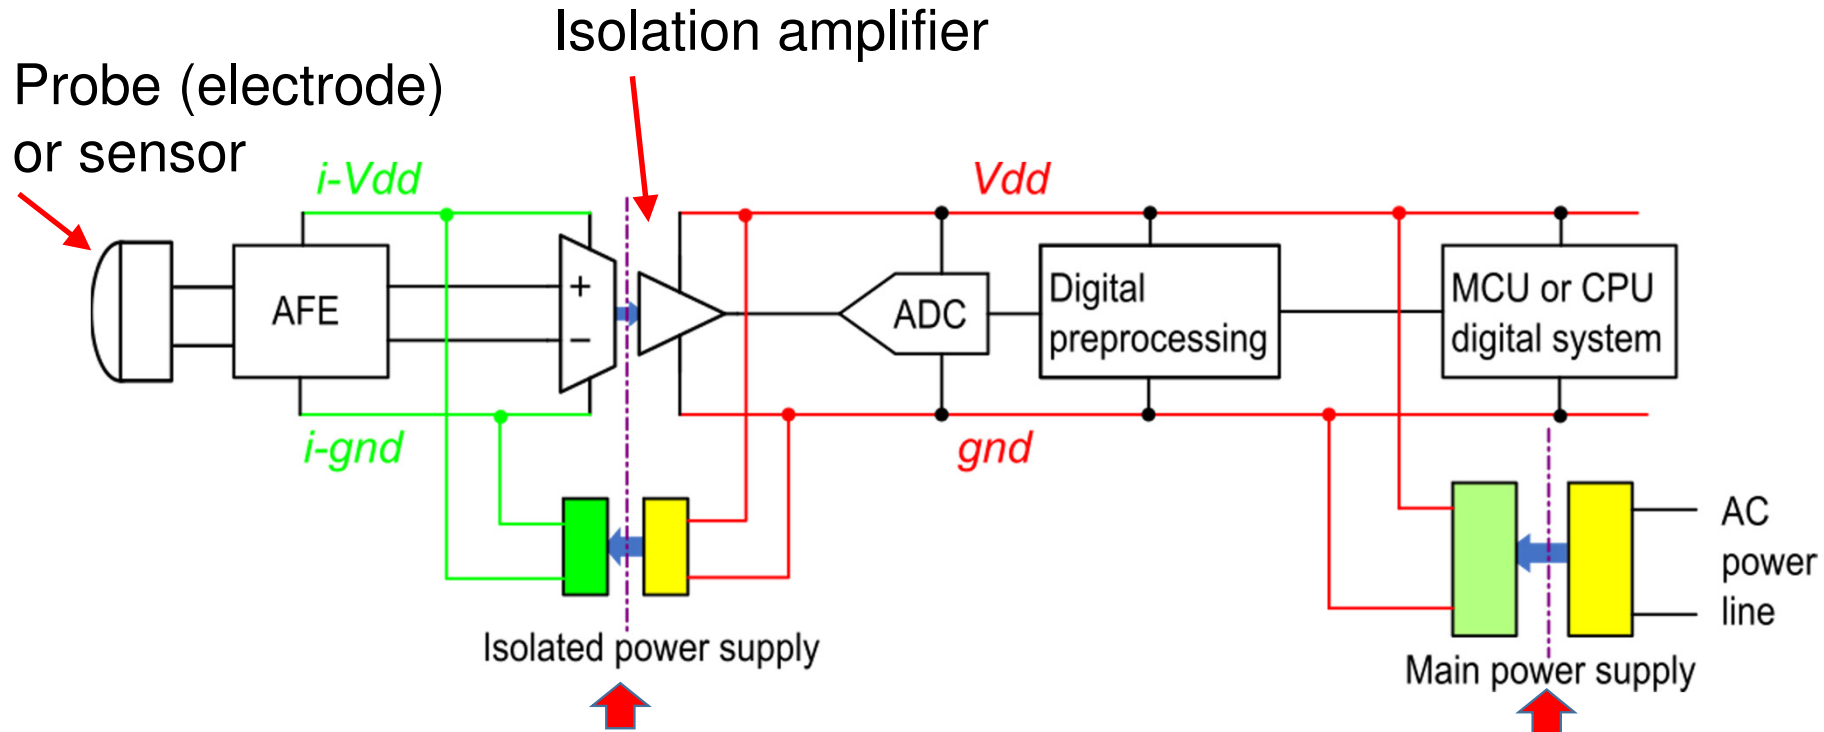 Isolation amplifier
Probe (electrode)
or sensor
i-Vdd
Vdd
AFE
+
−
ADC
Digital
preprocessing
MCU or CPU
digital system
i-gnd
gnd
AC
power
line
Isolated power supply
Main power supply